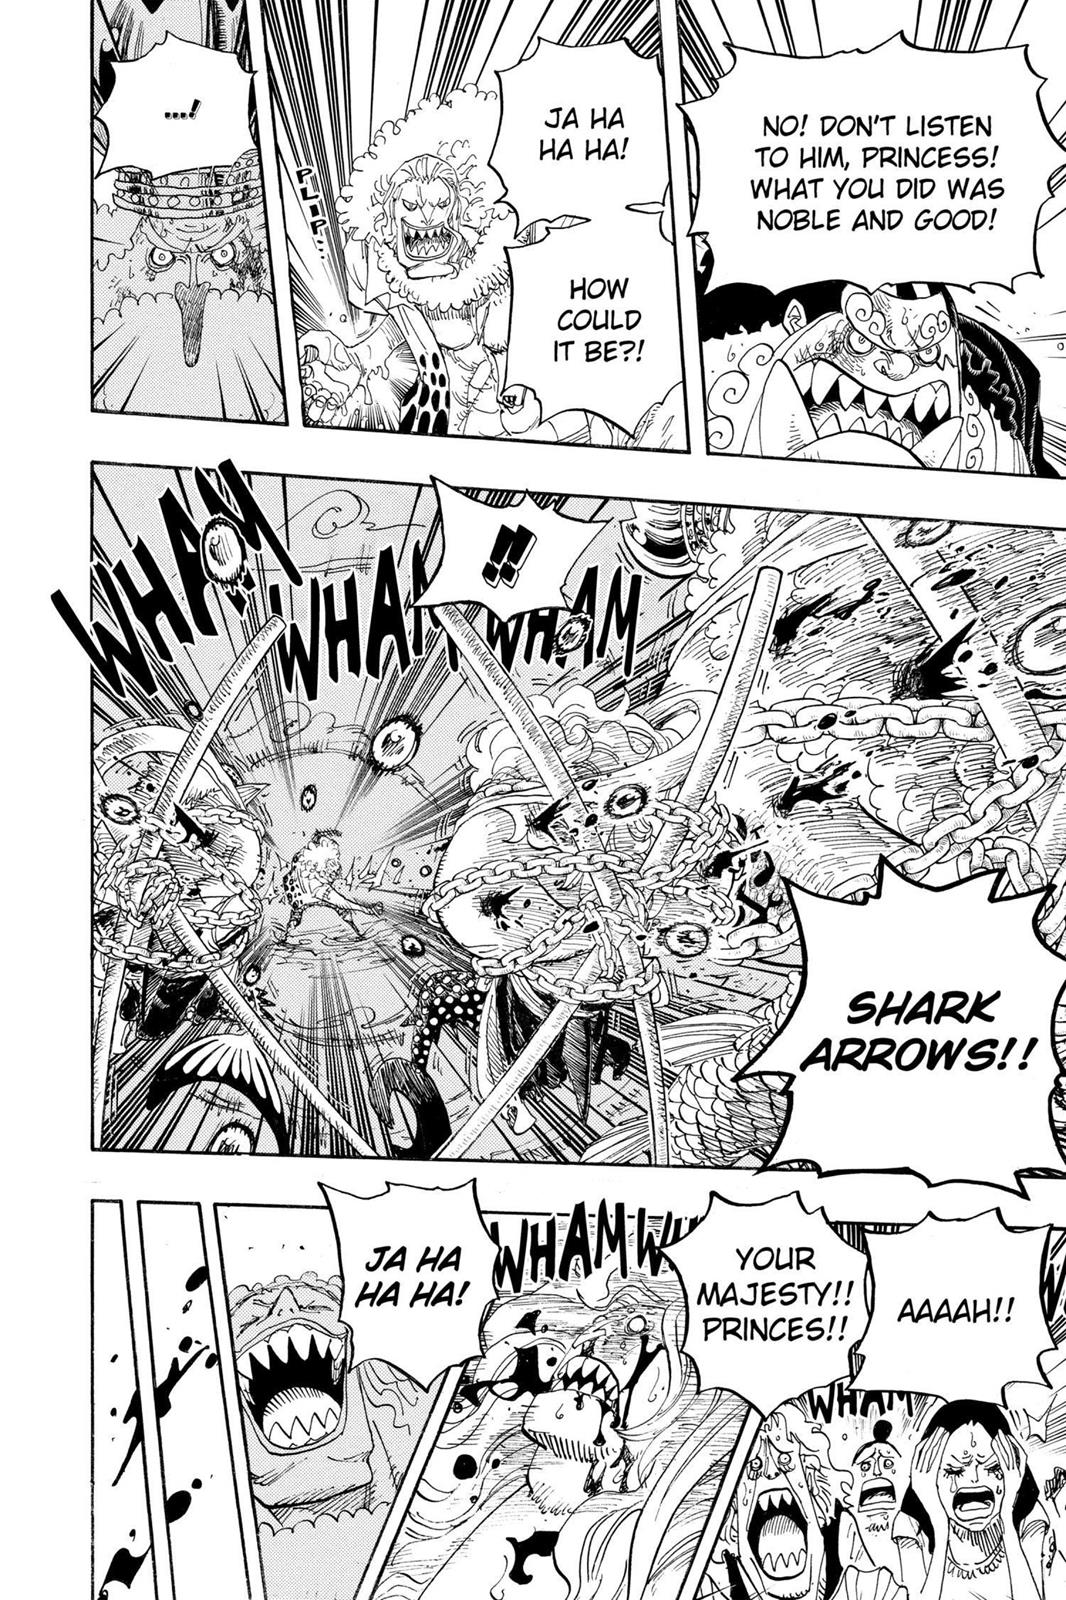 NO! DON'T LISTEN
TO HIM, PRINCESS!
WHAT YOU DID WAS
NOBLE AND GOOD!
JA HA
HA HA!
HOW
COULD
IT BE?!
PLIP...
...!
!!
WHAM
WHAM
WHAM
SHARK
ARROWS!!
AAAAH!!
YOUR
MAJESTY!!
PRINCES!!
WHAM
WHAM
WHAM
JA HA
HA HA!